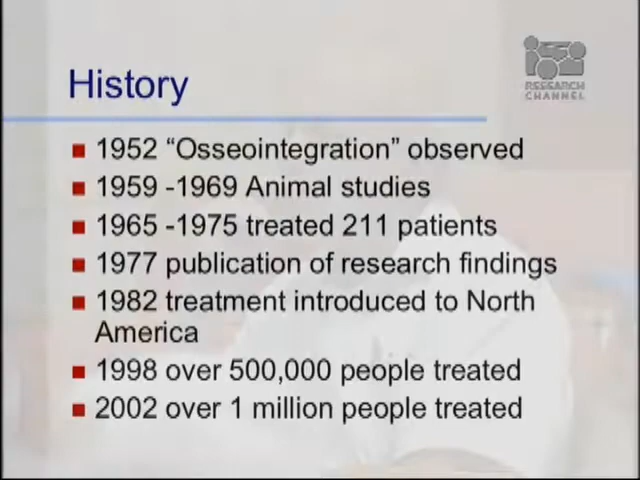 History
RESEARCH
CHANNEL
1952 “Osseointegration” observed
1959 -1969 Animal studies
1965 -1975 treated 211 patients
1977 publication of research findings
1982 treatment introduced to North
America
1998 over 500,000 people treated
2002 over 1 million people treated